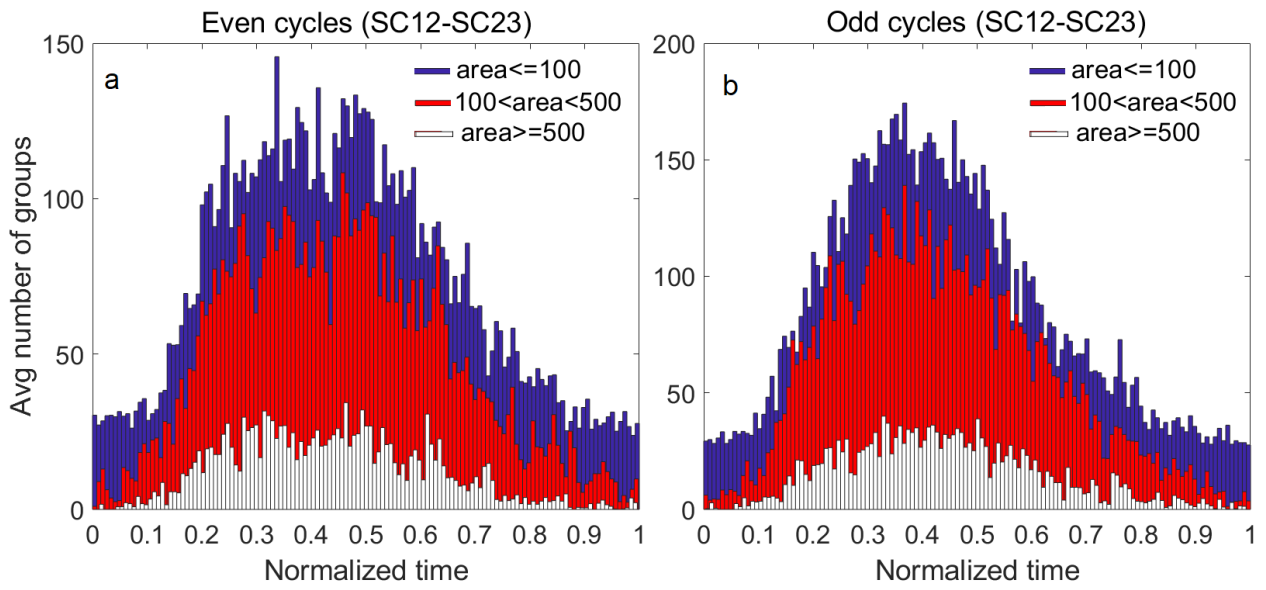 Even cycles (SC12-SC23)
150
100
50
0
Avg number of groups
a
area<=100
100<area<500
area>=500
0 0.1 0.2 0.3 0.4 0.5 0.6 0.7 0.8 0.9 1
Normalized time
Odd cycles (SC12-SC23)
200
150
100
50
0
b
area<=100
100<area<500
area>=500
0 0.1 0.2 0.3 0.4 0.5 0.6 0.7 0.8 0.9 1
Normalized time